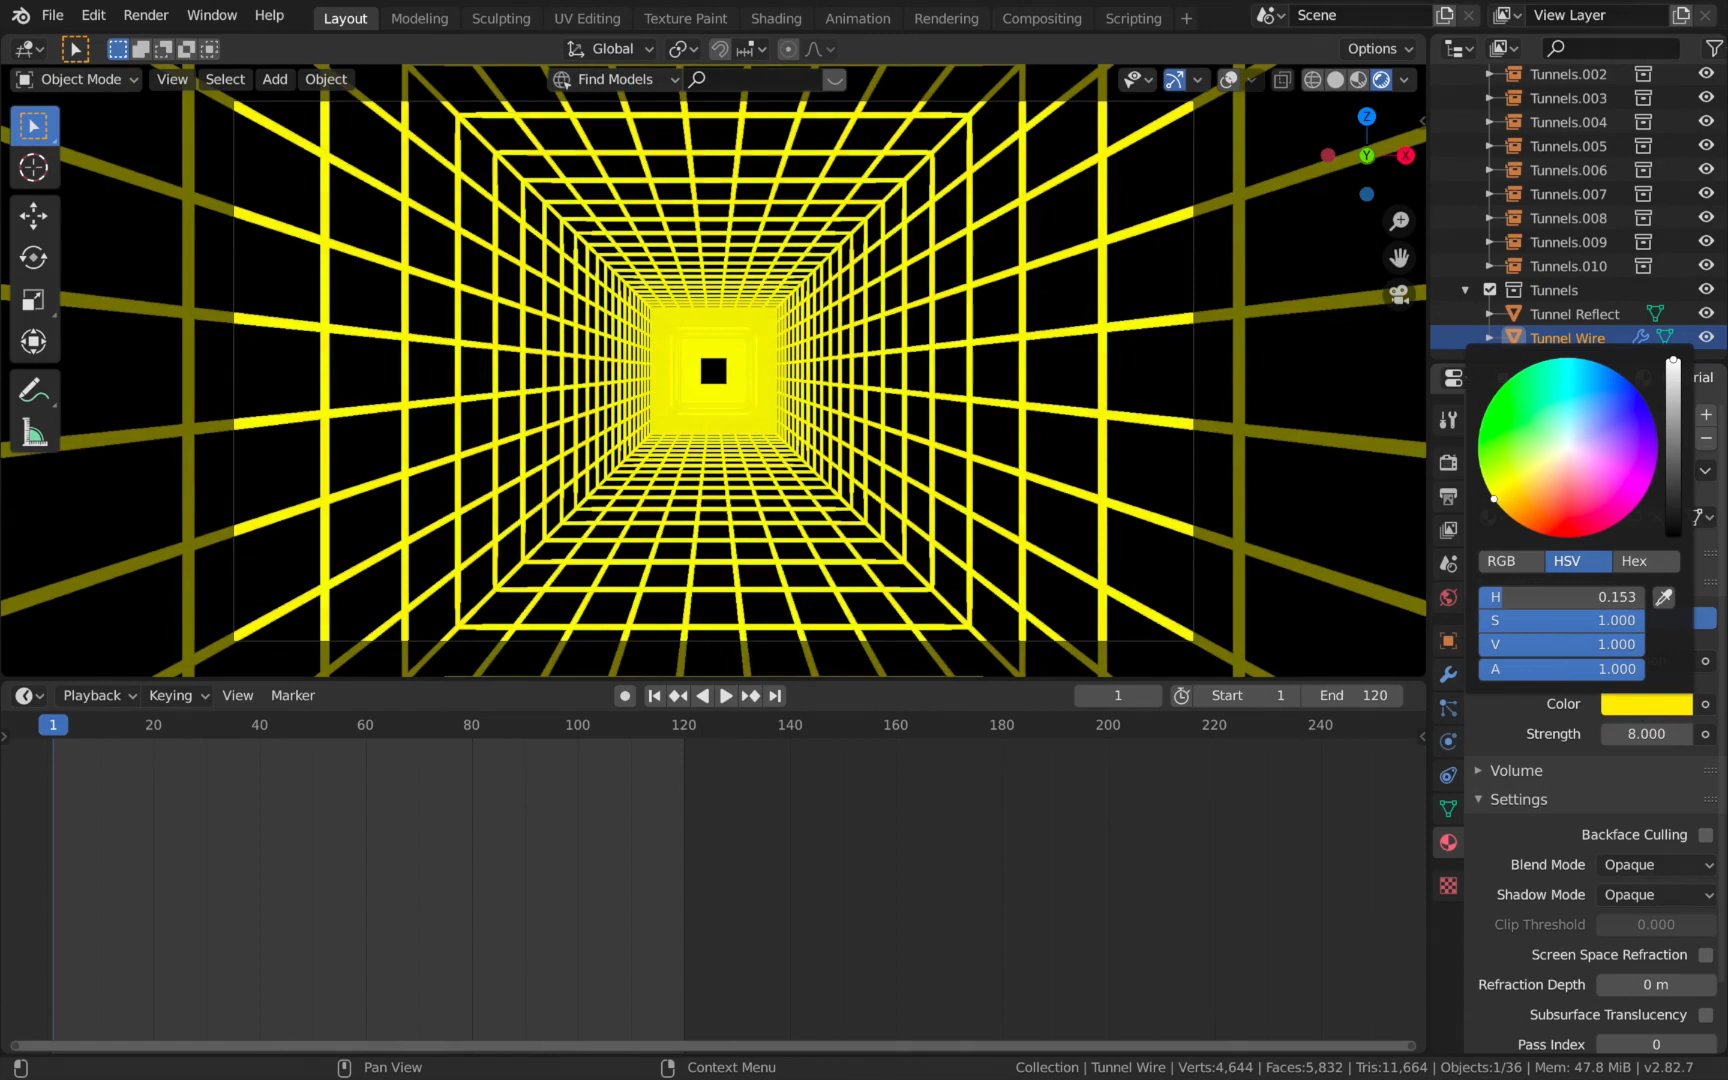 File Edit Render Window Help Layout Modeling Sculpting UV Editing Texture Paint Shading Animation Rendering Compositing Scripting + Scene View Layer
Global Options
Object Mode View Select Add Object Find Models
Z
Y X
Tunnels.002
Tunnels.003
Tunnels.004
Tunnels.005
Tunnels.006
Tunnels.007
Tunnels.008
Tunnels.009
Tunnels.010
Tunnels
Tunnel Reflect
Tunnel Wire
rial
RGB HSV Hex
H 0.153
S 1.000
V 1.000
A 1.000
Color
Strength 8.000
Volume
Settings
Backface Culling
Blend Mode Opaque
Shadow Mode Opaque
Clip Threshold 0.000
Screen Space Refraction
Refraction Depth 0 m
Subsurface Translucency
Pass Index 0
Playback Keying View Marker 1 Start 1 End 120
1 20 40 60 80 100 120 140 160 180 200 220 240
Pan View Context Menu Collection | Tunnel Wire | Verts:4,644 | Faces:5,832 | Tris:11,664 | Objects:1/36 | Mem: 47.8 MiB | v2.82.7